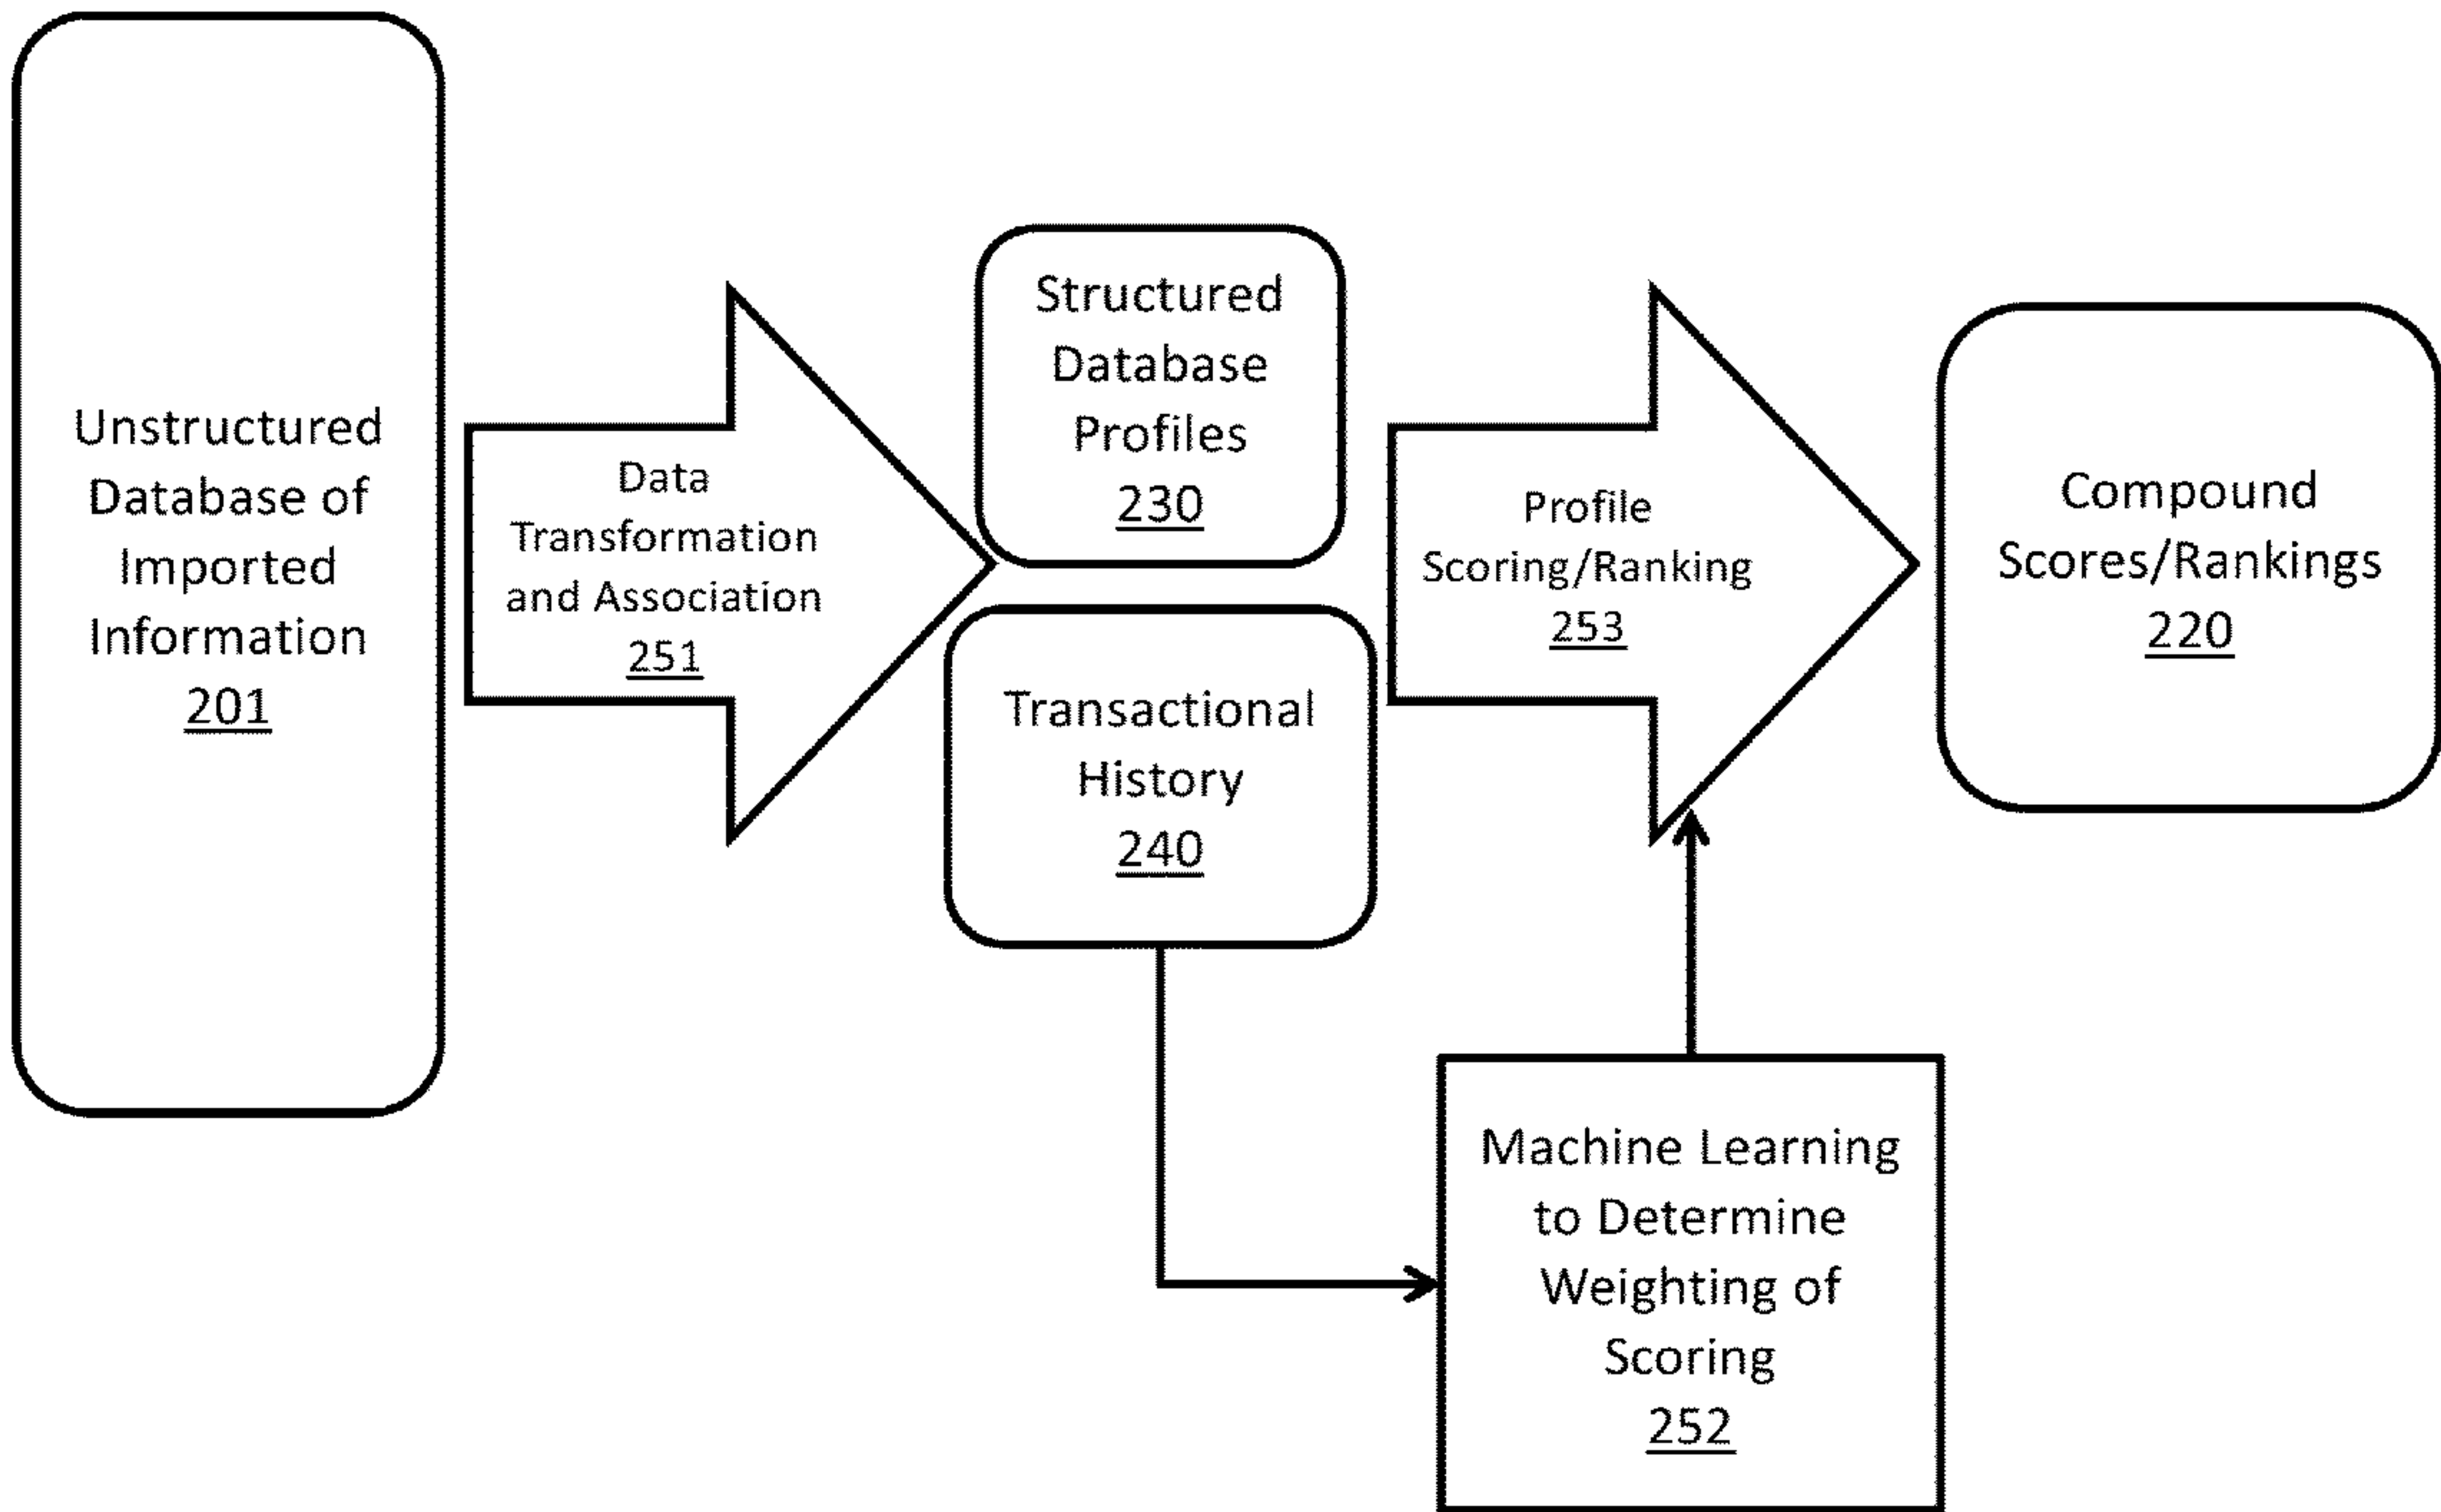 Unstructured
Database of
Imported
Information
201
Data
Transformation
and Association
251
Structured
Database
Profiles
230
Transactional
History
240
Profile
Scoring/Ranking
253
Machine Learning
to Determine
Weighting of
Scoring
252
Compound
Scores/Rankings
220